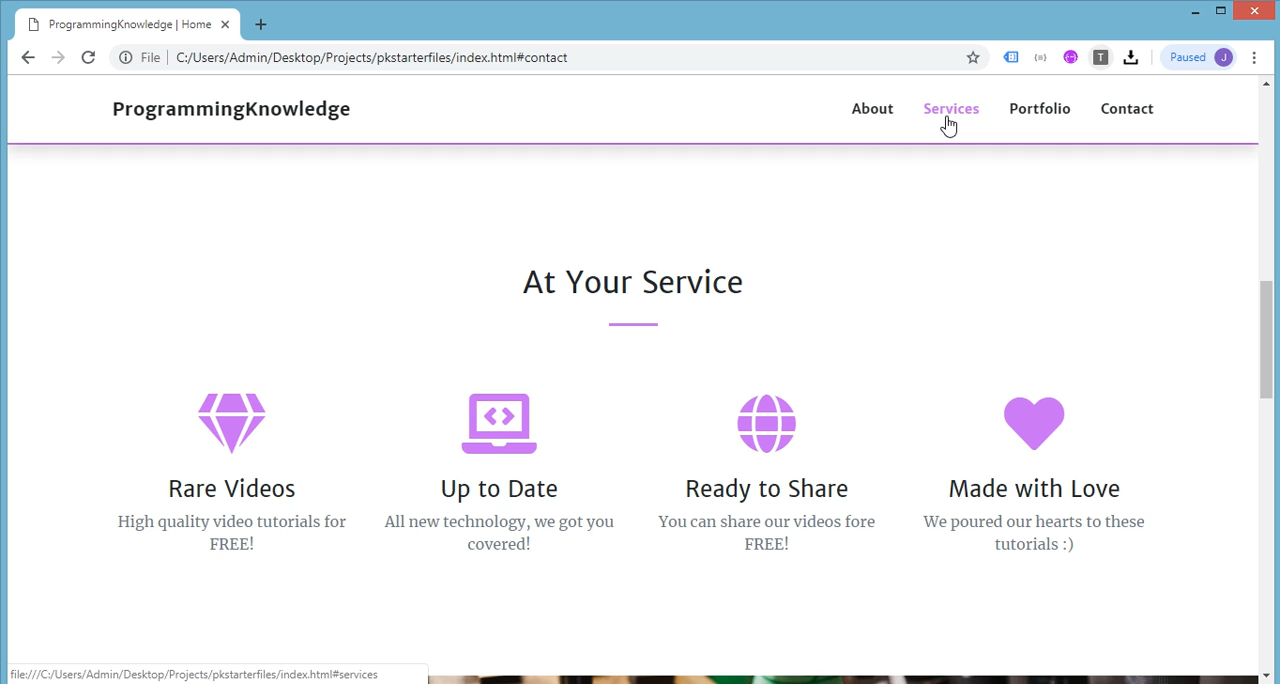 ProgrammingKnowledge | Home
File C:/Users/Admin/Desktop/Projects/pkstarterfiles/index.html#contact
T
Paused J
ProgrammingKnowledge
About Services Portfolio Contact
At Your Service
Rare Videos
High quality video tutorials for
FREE!
Up to Date
All new technology, we got you
covered!
Ready to Share
You can share our videos fore
FREE!
Made with Love
We poured our hearts to these
tutorials :)
file:///C:/Users/Admin/Desktop/Projects/pkstarterfiles/index.html#services